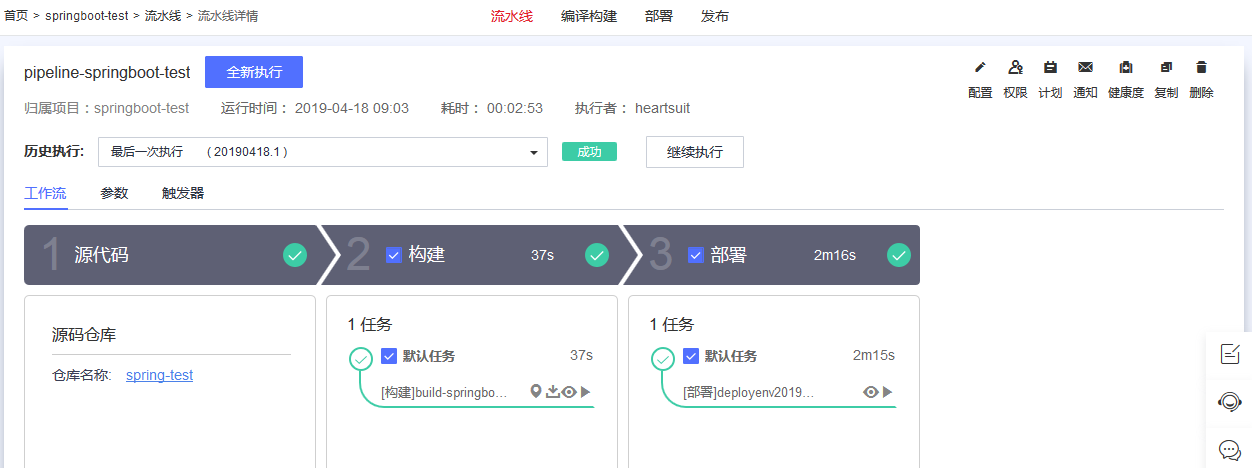 首页 > springboot-test > 流水线 > 流水线详情
流水线 编译构建 部署 发布
pipeline-springboot-test 全新执行
配置 权限 计划 通知 健康度 复制 删除
归属项目：springboot-test 运行时间： 2019-04-18 09:03 耗时： 00:02:53 执行者： heartsuit
历史执行: 最后一次执行 ( 20190418.1 ) 成功 继续执行
工作流 参数 触发器
1 源代码 2 构建 37s 3 部署 2m16s
源码仓库
仓库名称: spring-test
1 任务
默认任务 37s
[构建]build-springbo...
1 任务
默认任务 2m15s
[部署]deployenv2019...